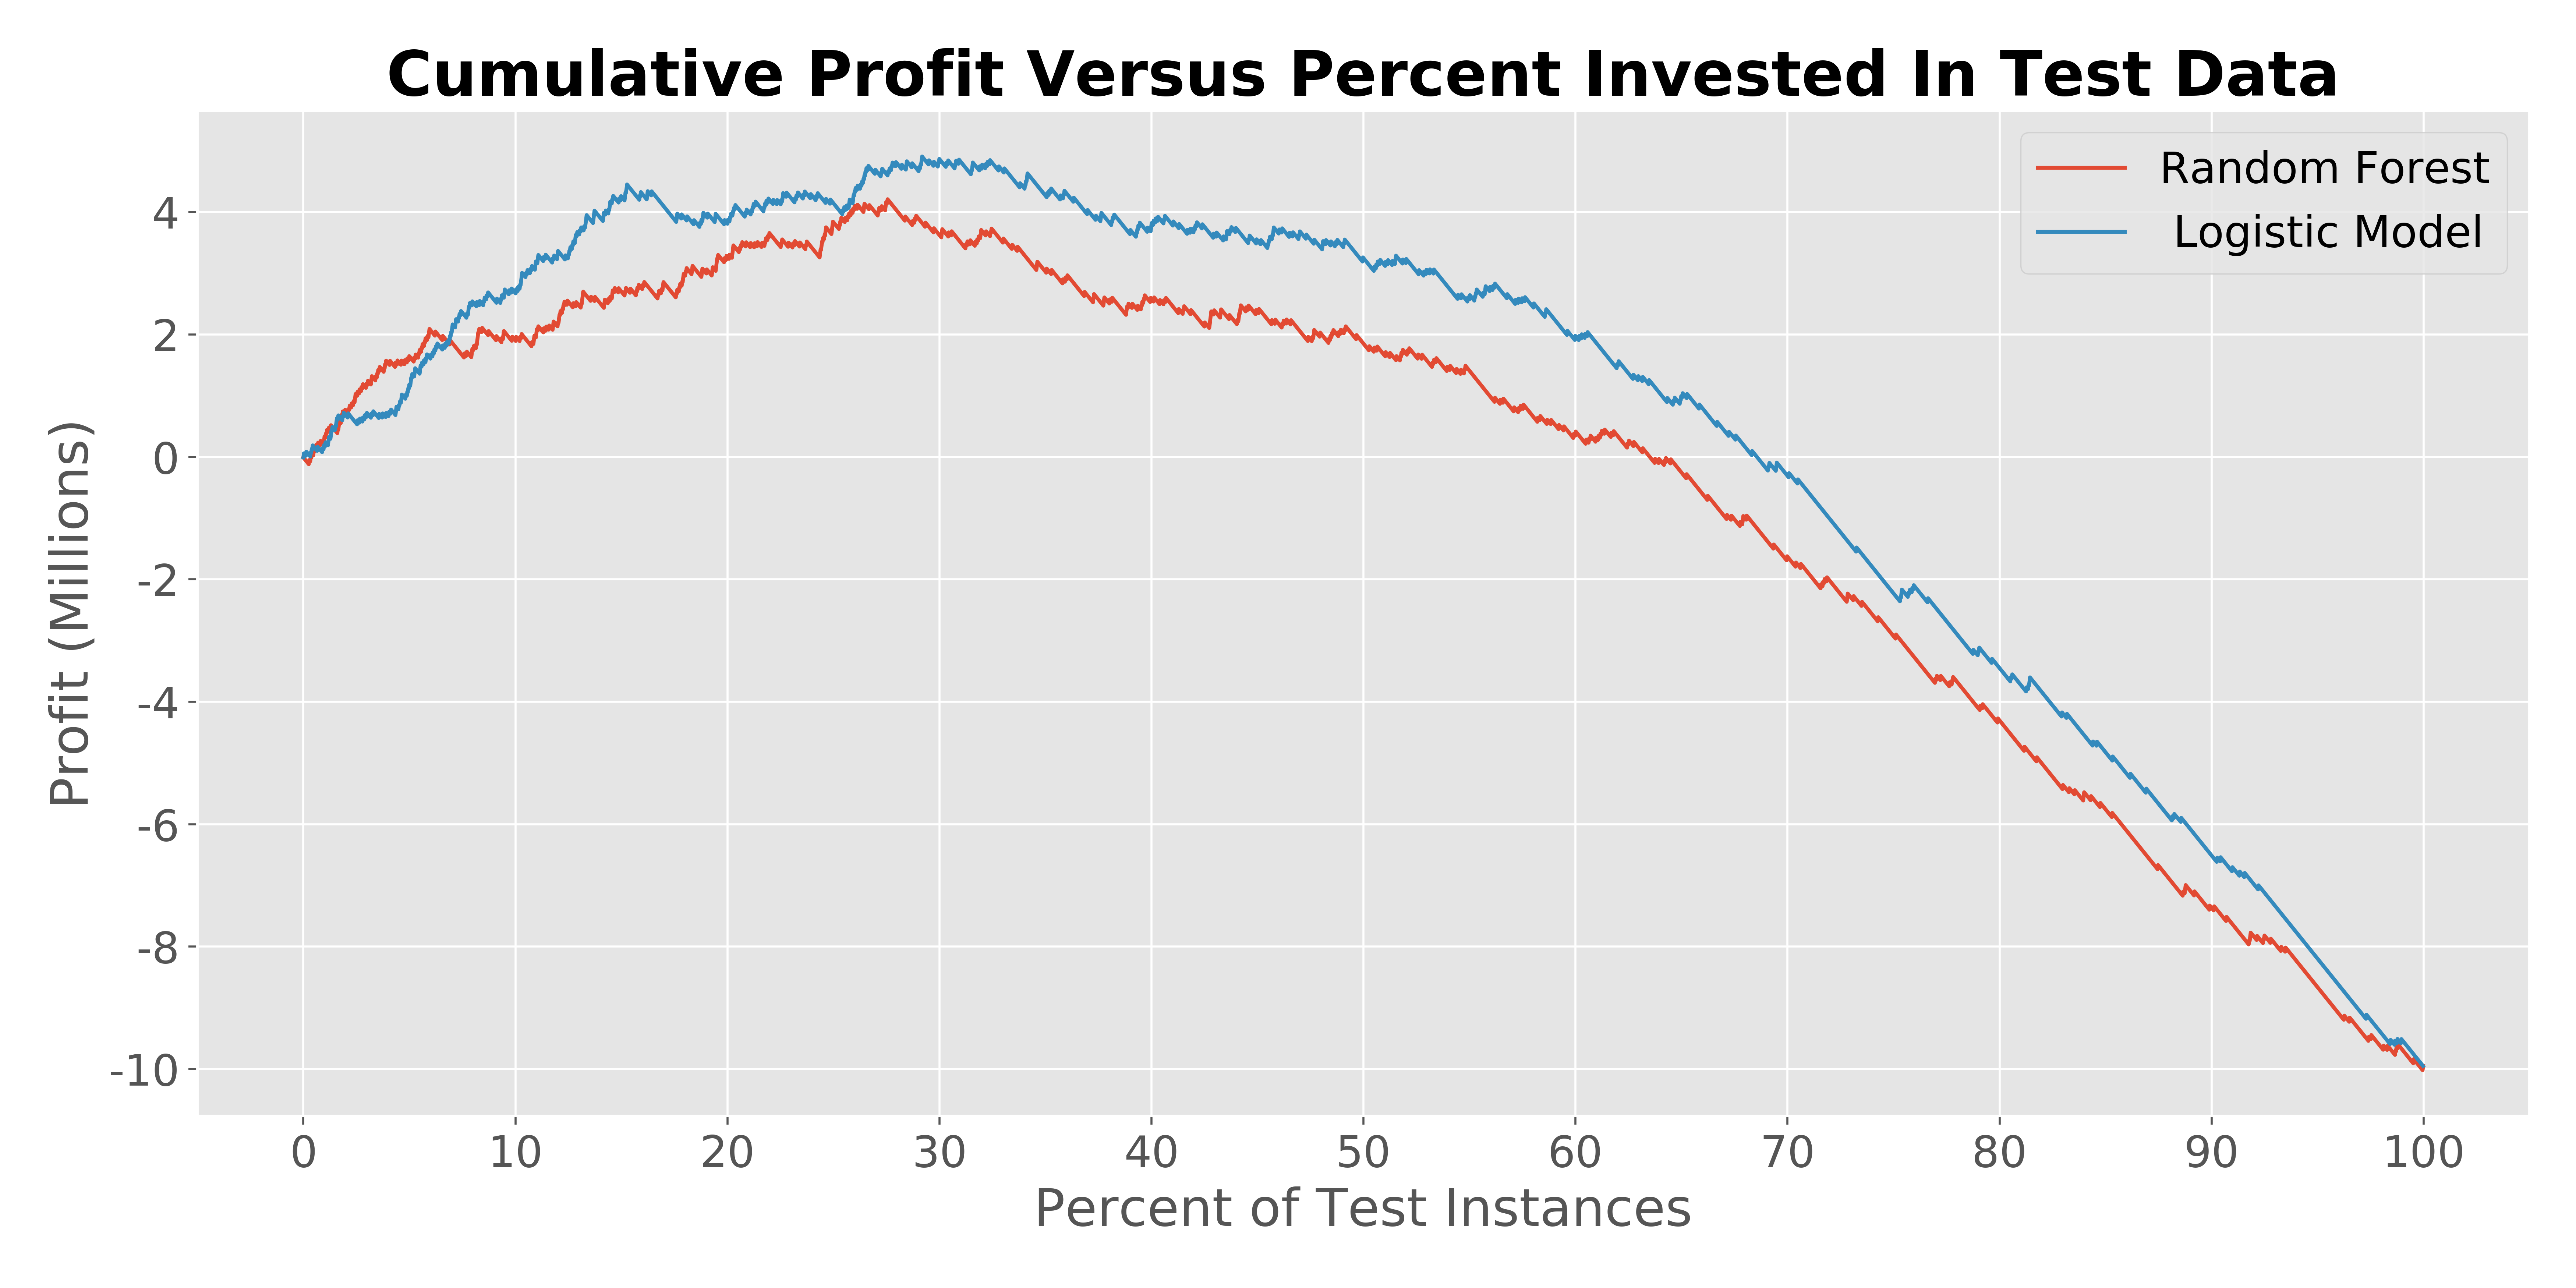 Cumulative Profit Versus Percent Invested In Test Data
Random Forest
Logistic Model
Profit (Millions)
4
2
0
-2
-4
-6
-8
-10
0 10 20 30 40 50 60 70 80 90 100
Percent of Test Instances